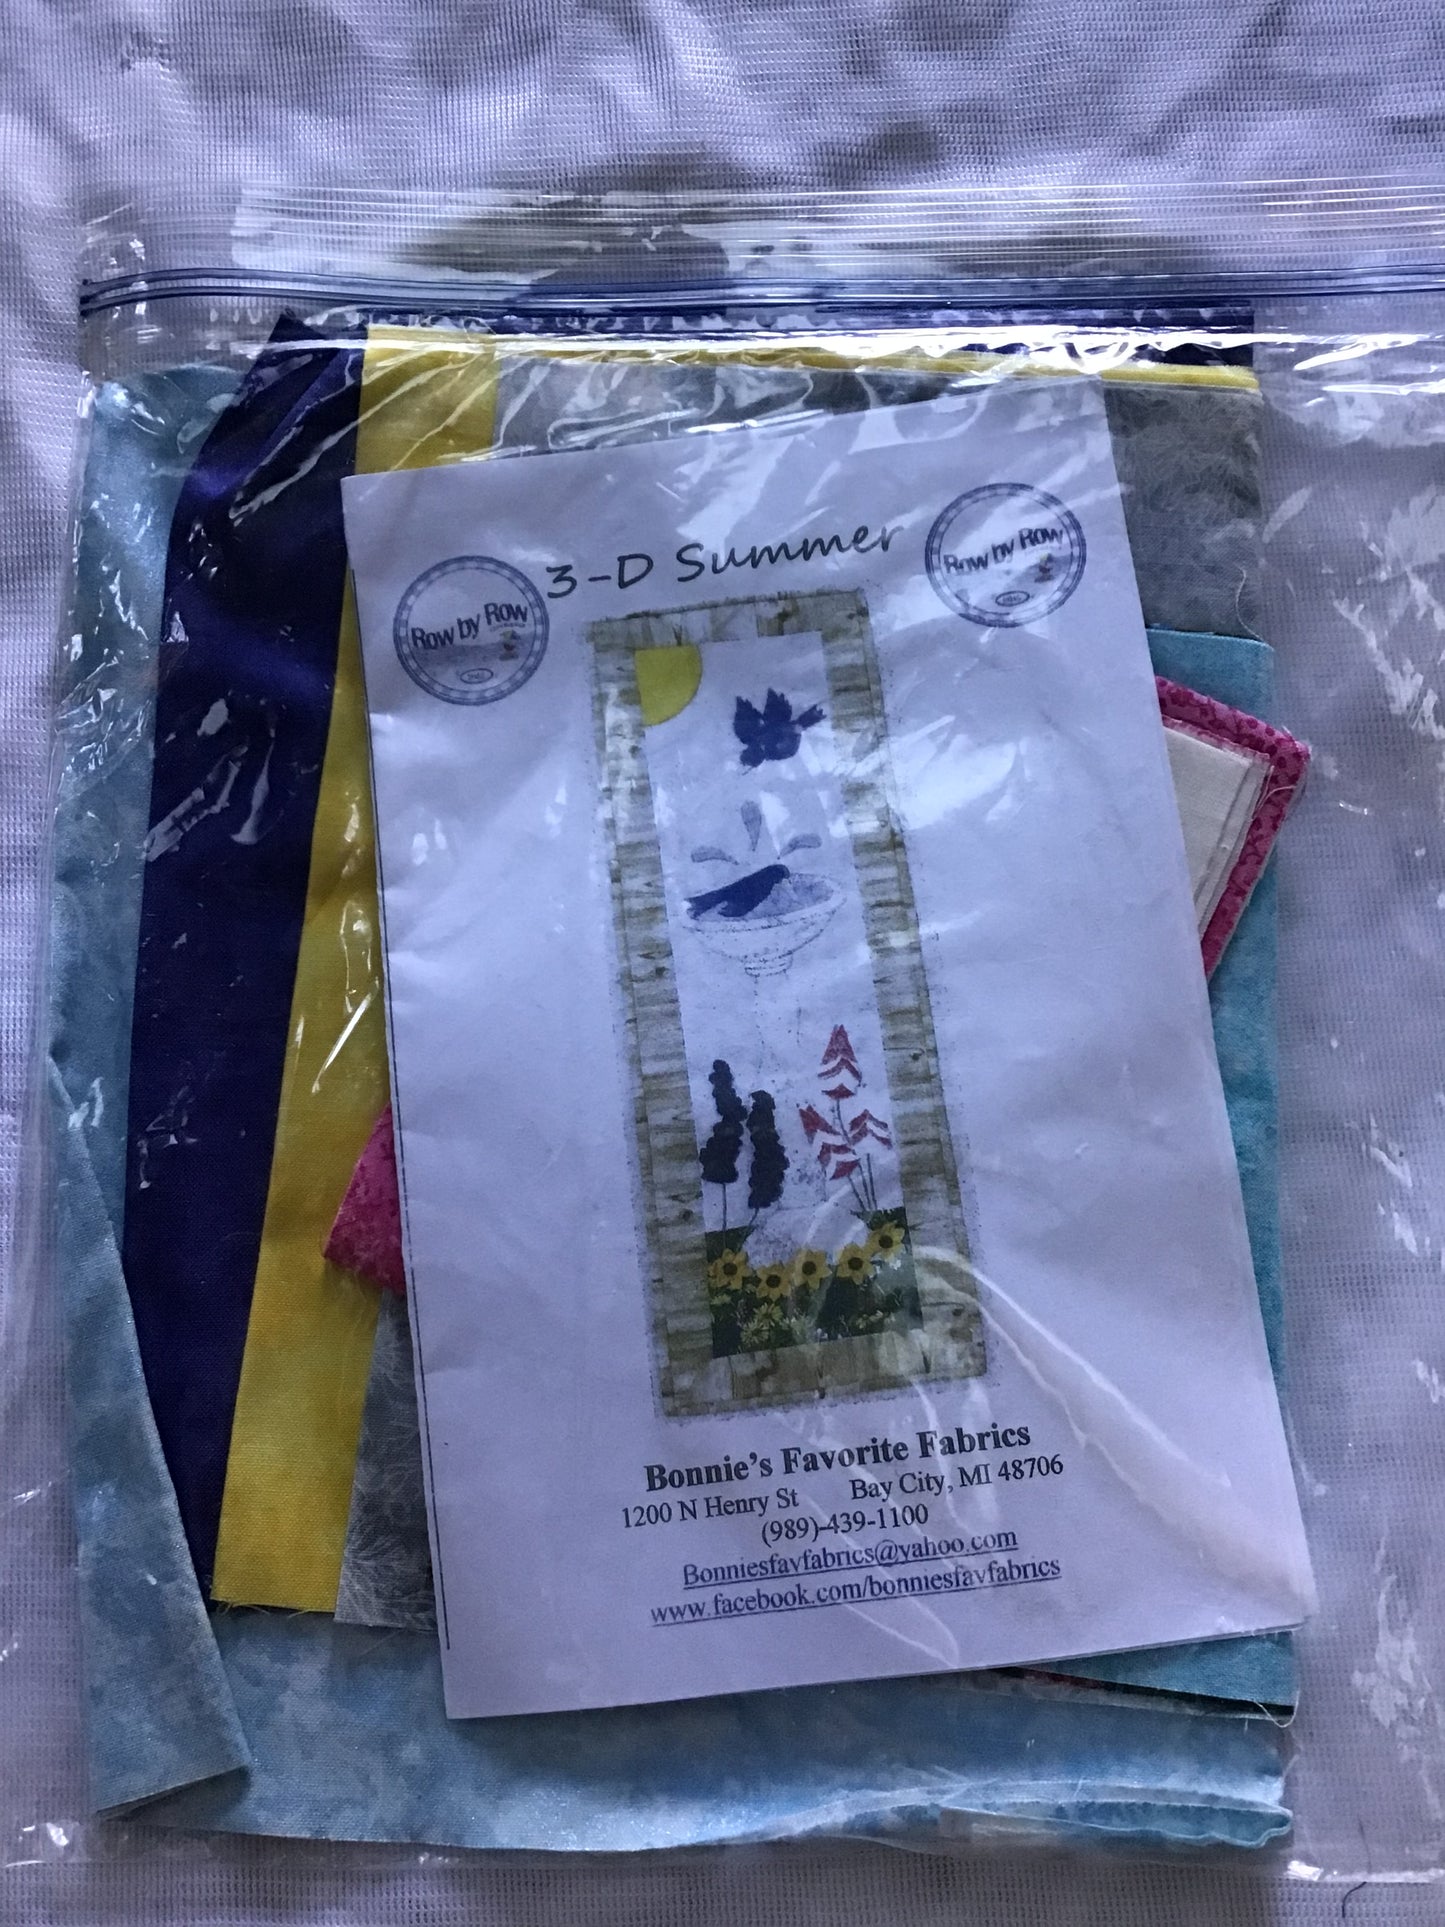 3-D Summer
Row by Row
Row by Row
Bonnie's Favorite Fabrics
1200 N Henry St Bay City, MI 48706
(989)-439-1100
Bonniesfavfabrics@yahoo.com
www.facebook.com/bonniesfavfabrics